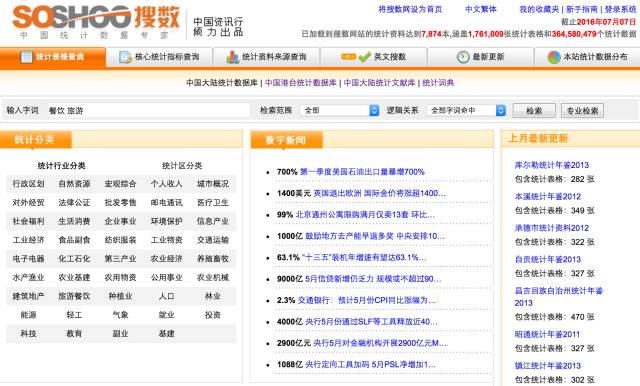 SOSHOO搜数
中国统计数据专家
中国资讯行
倾力出品
将搜数网设为首页 中文繁体 我的收藏夹 | 新手指南 | 登录系统
截止2016年07月07日
已加载到搜数网站的统计资料达到7,874本,涵盖1,761,009张统计表格和364,580,479个统计数据
统计表格查询 核心统计指标查询 统计资料来源查询 英文搜数 最新更新 本站统计数据分布
中国大陆统计数据库 | 中国港台统计数据库 | 中国大陆统计文献库 | 统计词典
输入字词 餐饮 旅游 检索范围 全部 逻辑关系 全部字词命中 检索 专业检索
统计分类
统计行业分类 统计区分类
行政区划 自然资源 宏观综合 个人收入 城市概况
对外经贸 法律公证 批发零售 邮电通讯 医疗卫生
社会福利 生活消费 企业事业 环境保护 信息产业
工业经济 食品副食 纺织服装 工业物资 交通运输
电子电器 化工石化 第三产业 农业经济 养殖畜牧
水产渔业 农业基建 农用物资 公用事业 农业机械
建筑地产 旅游餐饮 种植业 人口 林业
能源 轻工 气象 就业 投资
科技 教育 副业 基建
数字新闻
700% 第一季度美国石油出口量暴增700%
1400美元 英国退出欧洲 国际金价将涨超1400...
99% 北京通州公寓限购满月仅卖13套 环比...
1000亿 鼓励地方去产能早退多奖 中央安排10...
63.1% “十三五”装机年增速有望达63.1%...
9000亿 5月信贷新增仍乏力 规模或不超过90...
2.3% 交通银行：预计5月份CPI同比涨幅为...
4000亿 央行5月份通过SLF等工具释放近40...
2900亿元 央行5月对金融机构开展2900亿元M...
1088亿 央行定向工具加码 5月PSL净增加1...
上月最新更新
库尔勒统计年鉴2013
包含统计表格：282 张
本溪统计年鉴2012
包含统计表格：349 张
承德市统计资料2012
包含统计表格：322 张
自贡统计年鉴2013
包含统计表格：327 张
昌吉回族自治州统计年鉴
2013
包含统计表格：470 张
昭通统计年鉴2011
包含统计表格：327 张
镇江统计年鉴2013
包含统计表格：302 张